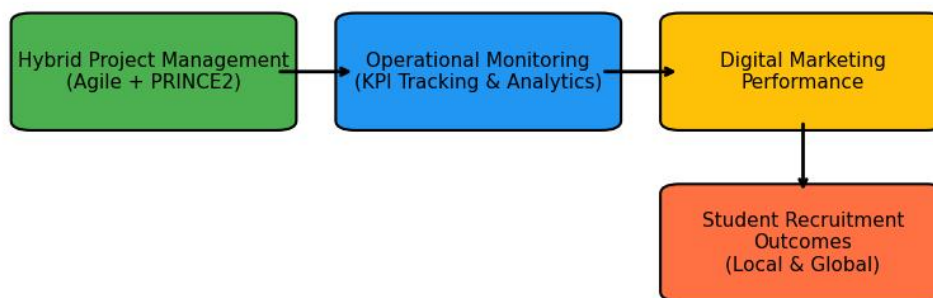 Hybrid Project Management
(Agile + PRINCE2)
Operational Monitoring
(KPI Tracking & Analytics)
Digital Marketing
Performance
Student Recruitment
Outcomes
(Local & Global)